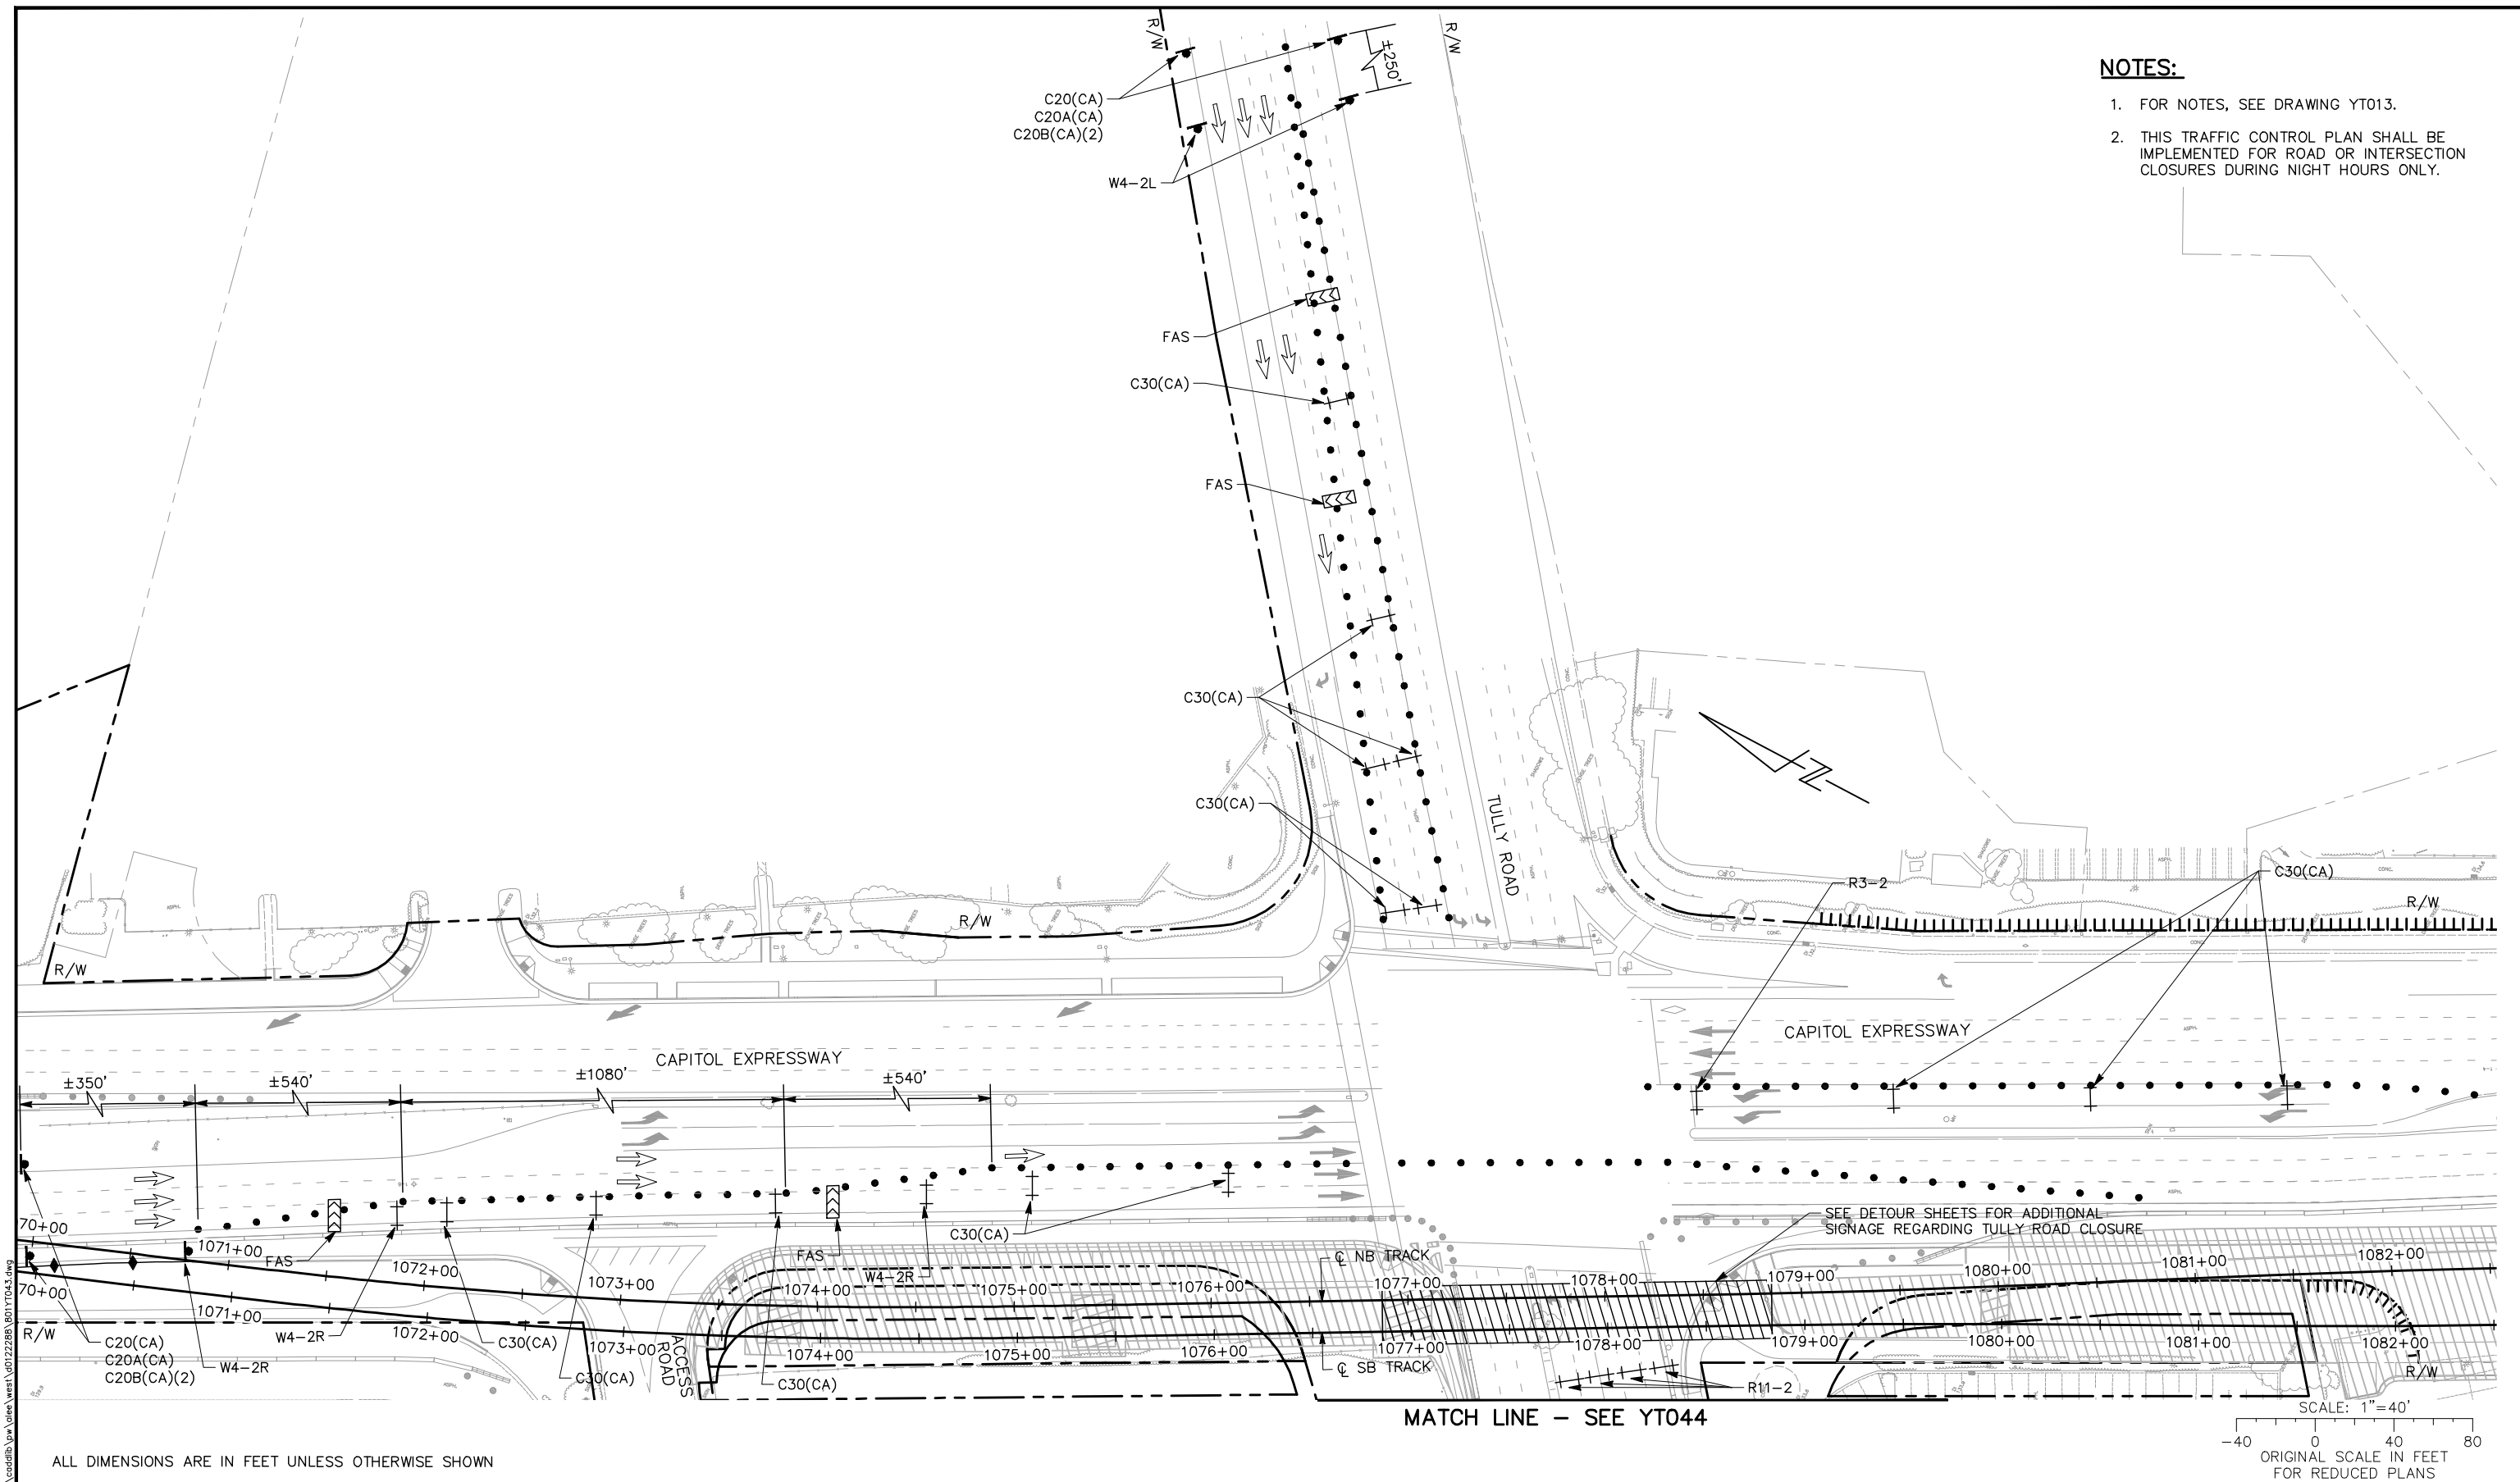 NOTES:
1. FOR NOTES, SEE DRAWING YT013.
2. THIS TRAFFIC CONTROL PLAN SHALL BE
IMPLEMENTED FOR ROAD OR INTERSECTION
CLOSURES DURING NIGHT HOURS ONLY.
R/W
R/W
±250'
C20(CA)
C20A(CA)
C20B(CA)(2)
W4-2L
FAS
C30(CA)
FAS
C30(CA)
C30(CA)
TULLY ROAD
R3-2
C30(CA)
R/W
R/W
R/W
CAPITOL EXPRESSWAY
CAPITOL EXPRESSWAY
±350'
±540'
±1080'
±540'
70+00
1071+00
1072+00
1073+00
1074+00
1075+00
1076+00
1077+00
1078+00
1079+00
1080+00
1081+00
1082+00
FAS
FAS
W4-2R
C30(CA)
℄ NB TRACK
SEE DETOUR SHEETS FOR ADDITIONAL
SIGNAGE REGARDING TULLY ROAD CLOSURE
70+00
1071+00
1072+00
1073+00
1074+00
1075+00
1076+00
1077+00
1078+00
1079+00
1080+00
1081+00
1082+00
R/W
C20(CA)
C20A(CA)
C20B(CA)(2)
W4-2R
W4-2R
C30(CA)
C30(CA)
ACCESS
ROAD
C30(CA)
℄ SB TRACK
R11-2
R/W
MATCH LINE – SEE YT044
SCALE: 1"=40'
-40 0 40 80
ORIGINAL SCALE IN FEET
FOR REDUCED PLANS
ALL DIMENSIONS ARE IN FEET UNLESS OTHERWISE SHOWN
\caddlib\pw\alee\west\d0122288\801YT043.dwg